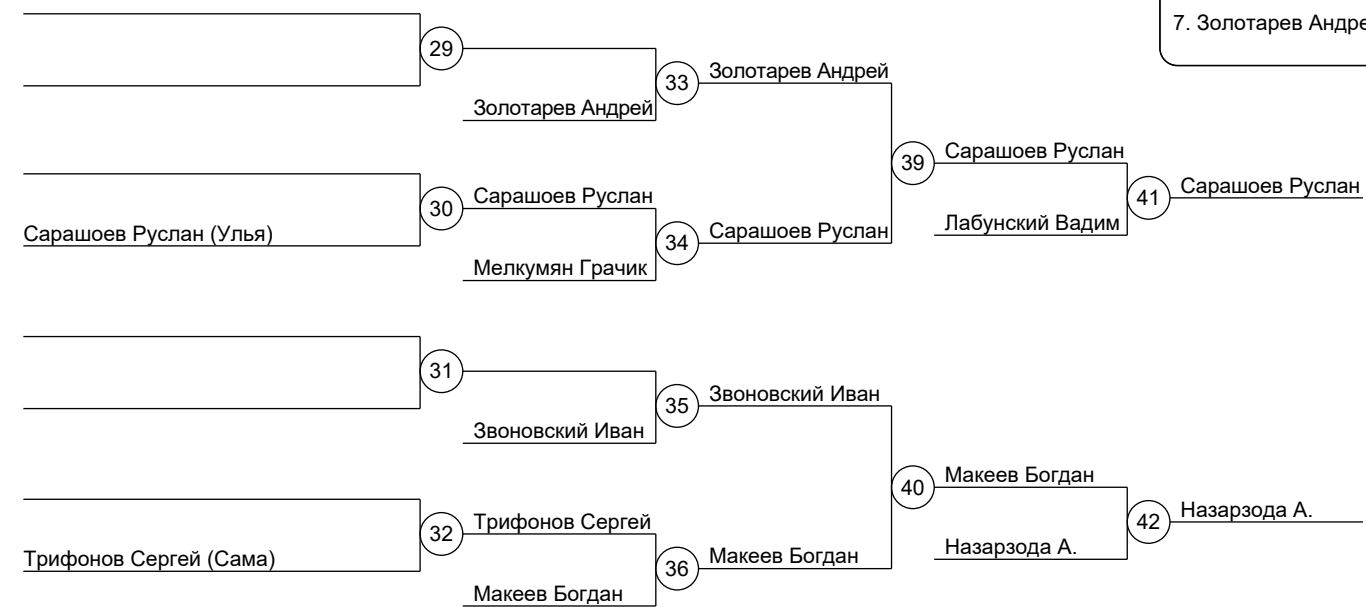 7. Золотарев Андре
29
Золотарев Андрей
33
Золотарев Андрей
Сарашоев Руслан (Улья)
30
Сарашоев Руслан
Мелкумян Грачик
34
Сарашоев Руслан
39
Сарашоев Руслан
Лабунский Вадим
41
Сарашоев Руслан
31
Звоновский Иван
35
Звоновский Иван
Трифонов Сергей (Сама)
32
Трифонов Сергей
Макеев Богдан
36
Макеев Богдан
40
Макеев Богдан
Назарзода А.
42
Назарзода А.